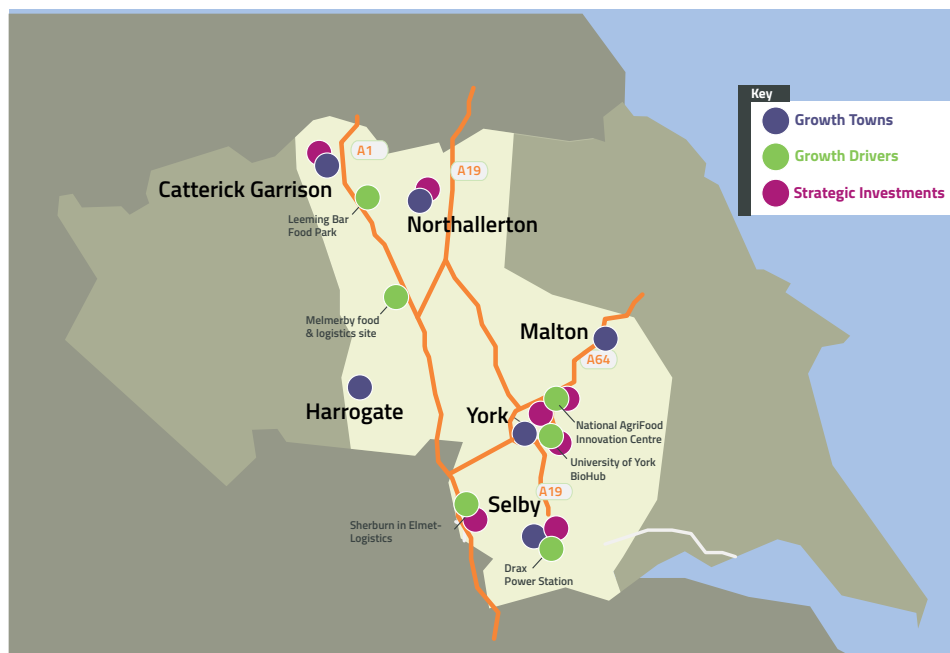 Key
Growth Towns
Growth Drivers
Strategic Investments
A1
A19
Catterick Garrison
Leeming Bar
Food Park
Northallerton
Melmerby food
& logistics site
Malton
A64
Harrogate
York
National AgriFood
Innovation Centre
University of York
BioHub
A19
Selby
Sherburn in Elmet-
Logistics
Drax
Power Station